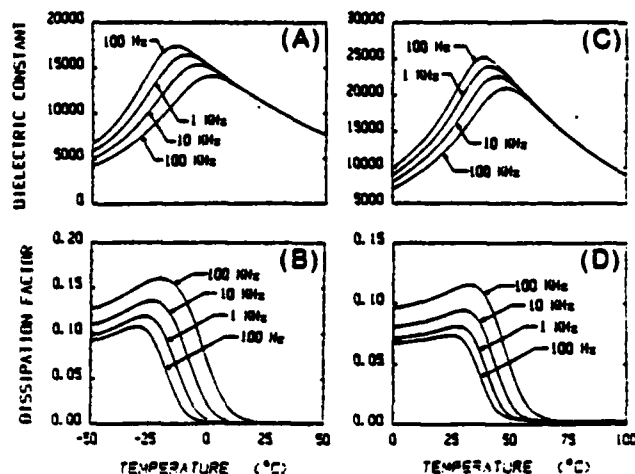 DIELECTRIC CONSTANT
20000
15000
10000
5000
0
(A)
100 Hz
1 KHz
10 KHz
100 KHz
30000
25000
20000
15000
10000
5000
(C)
100 Hz
1 KHz
10 KHz
100 KHz
DISSIPATION FACTOR
0.20
0.15
0.10
0.05
0.00
(B)
100 KHz
10 KHz
1 KHz
100 Hz
-50
-25
0
25
50
TEMPERATURE (°C)
0.15
0.10
0.05
0.00
(D)
100 KHz
10 KHz
1 KHz
100 Hz
0
25
50
75
100
TEMPERATURE (°C)